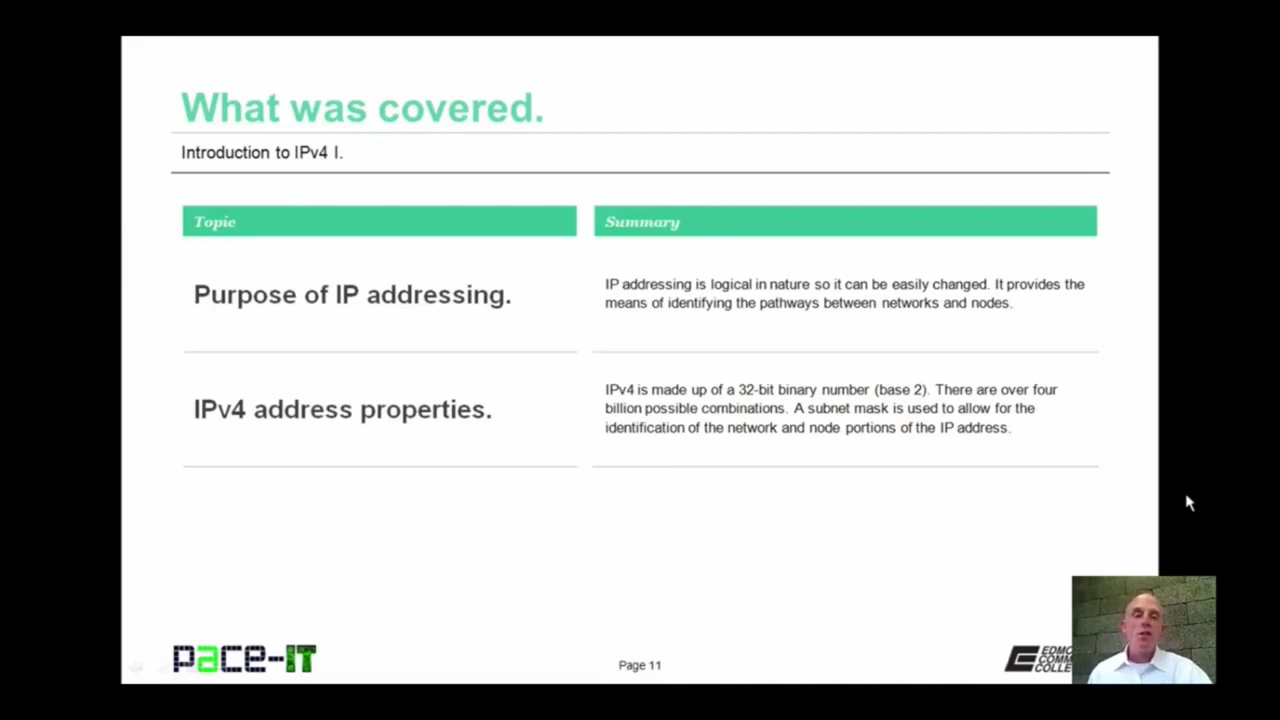 What was covered.
Introduction to IPv4 I.
Topic
Summary
Purpose of IP addressing.
IP addressing is logical in nature so it can be easily changed. It provides the
means of identifying the pathways between networks and nodes.
IPv4 address properties.
IPv4 is made up of a 32-bit binary number (base 2). There are over four
billion possible combinations. A subnet mask is used to allow for the
identification of the network and node portions of the IP address.
pace-IT
Page 11